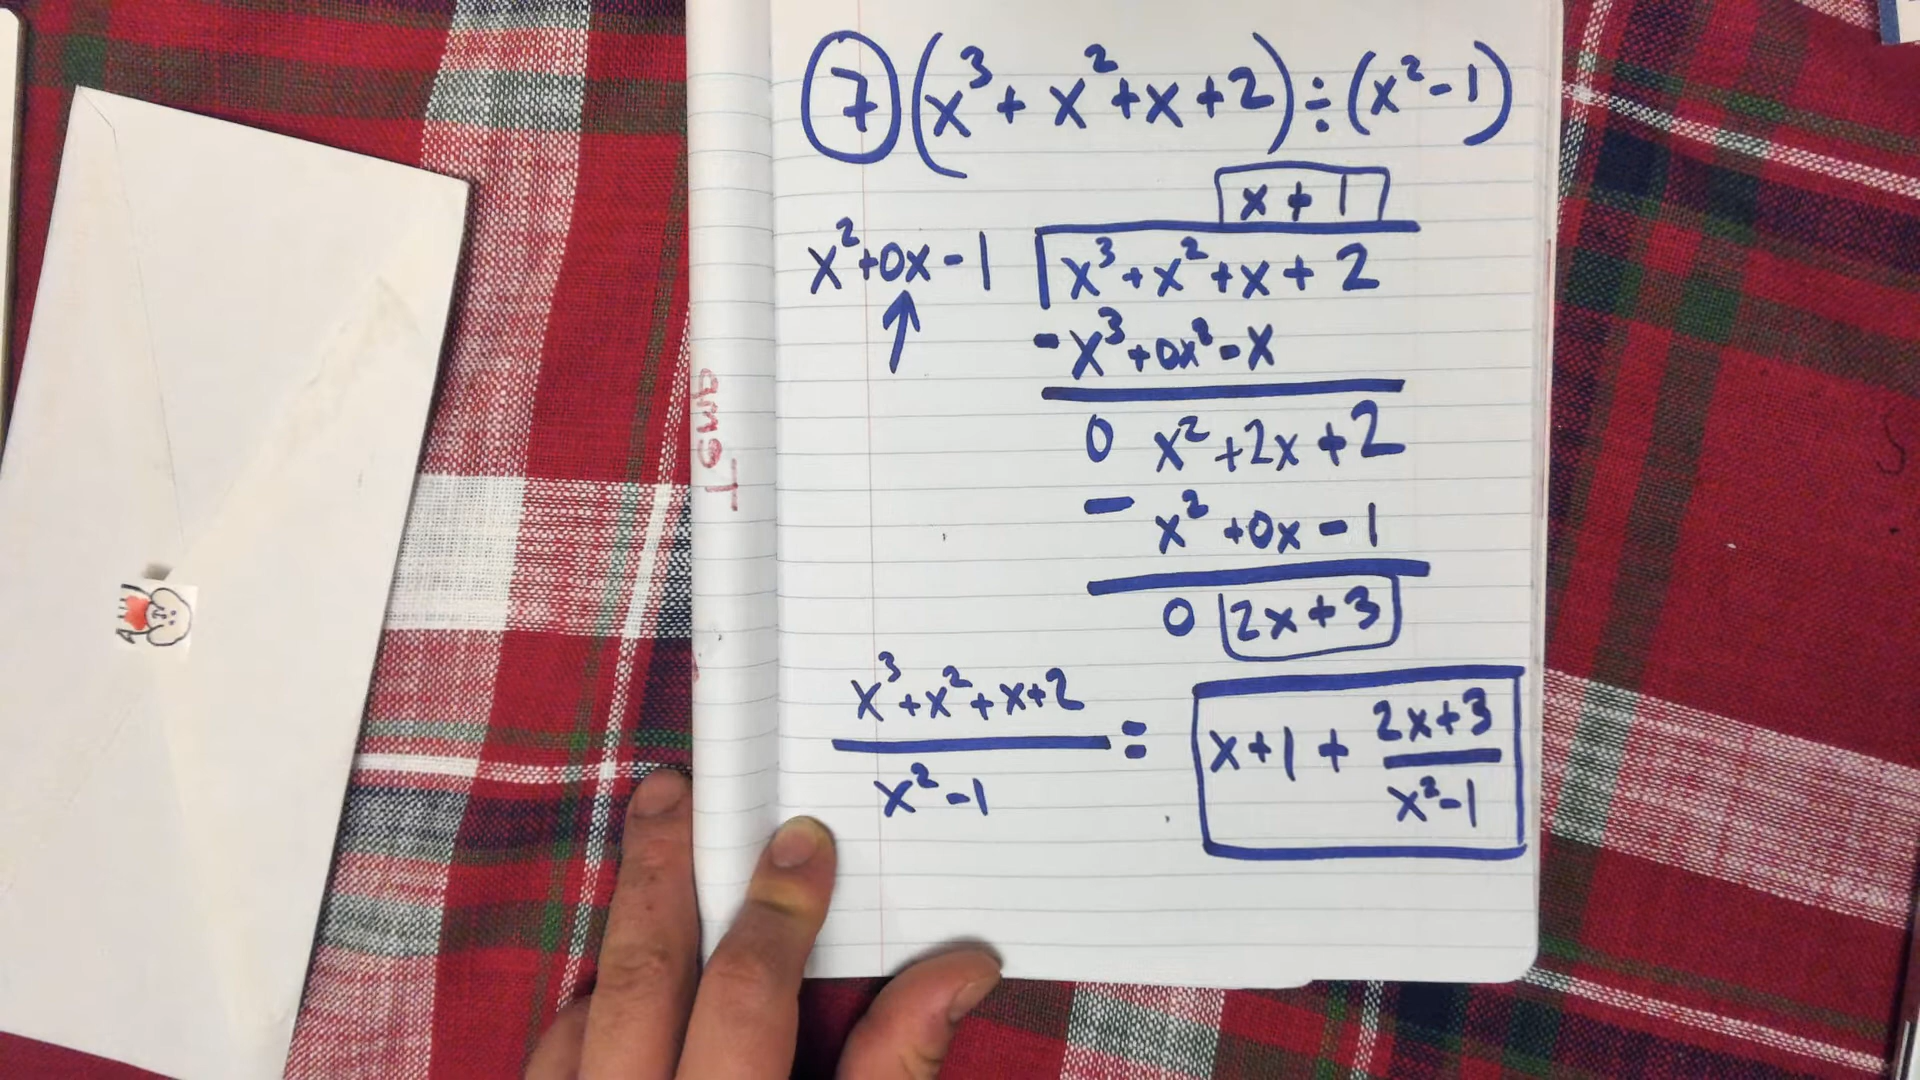 7 (x³ + x² + x + 2) ÷ (x² - 1)
x + 1
x² + 0x - 1 x³ + x² + x + 2
↑
- x³ + 0x² - x
0 x² + 2x + 2
- x² + 0x - 1
0 2x + 3
x³ + x² + x + 2
x² - 1
= x + 1 + 2x + 3
x² - 1